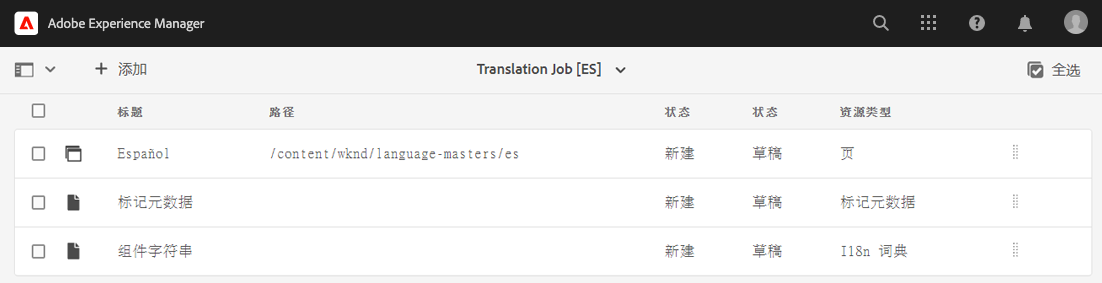 Adobe Experience Manager
添加 Translation Job [ES] 全选
标题 路径 状态 状态 资源类型
Español /content/wknd/language-masters/es 新建 草稿 页
标记元数据 新建 草稿 标记元数据
组件字符串 新建 草稿 I18n 词典